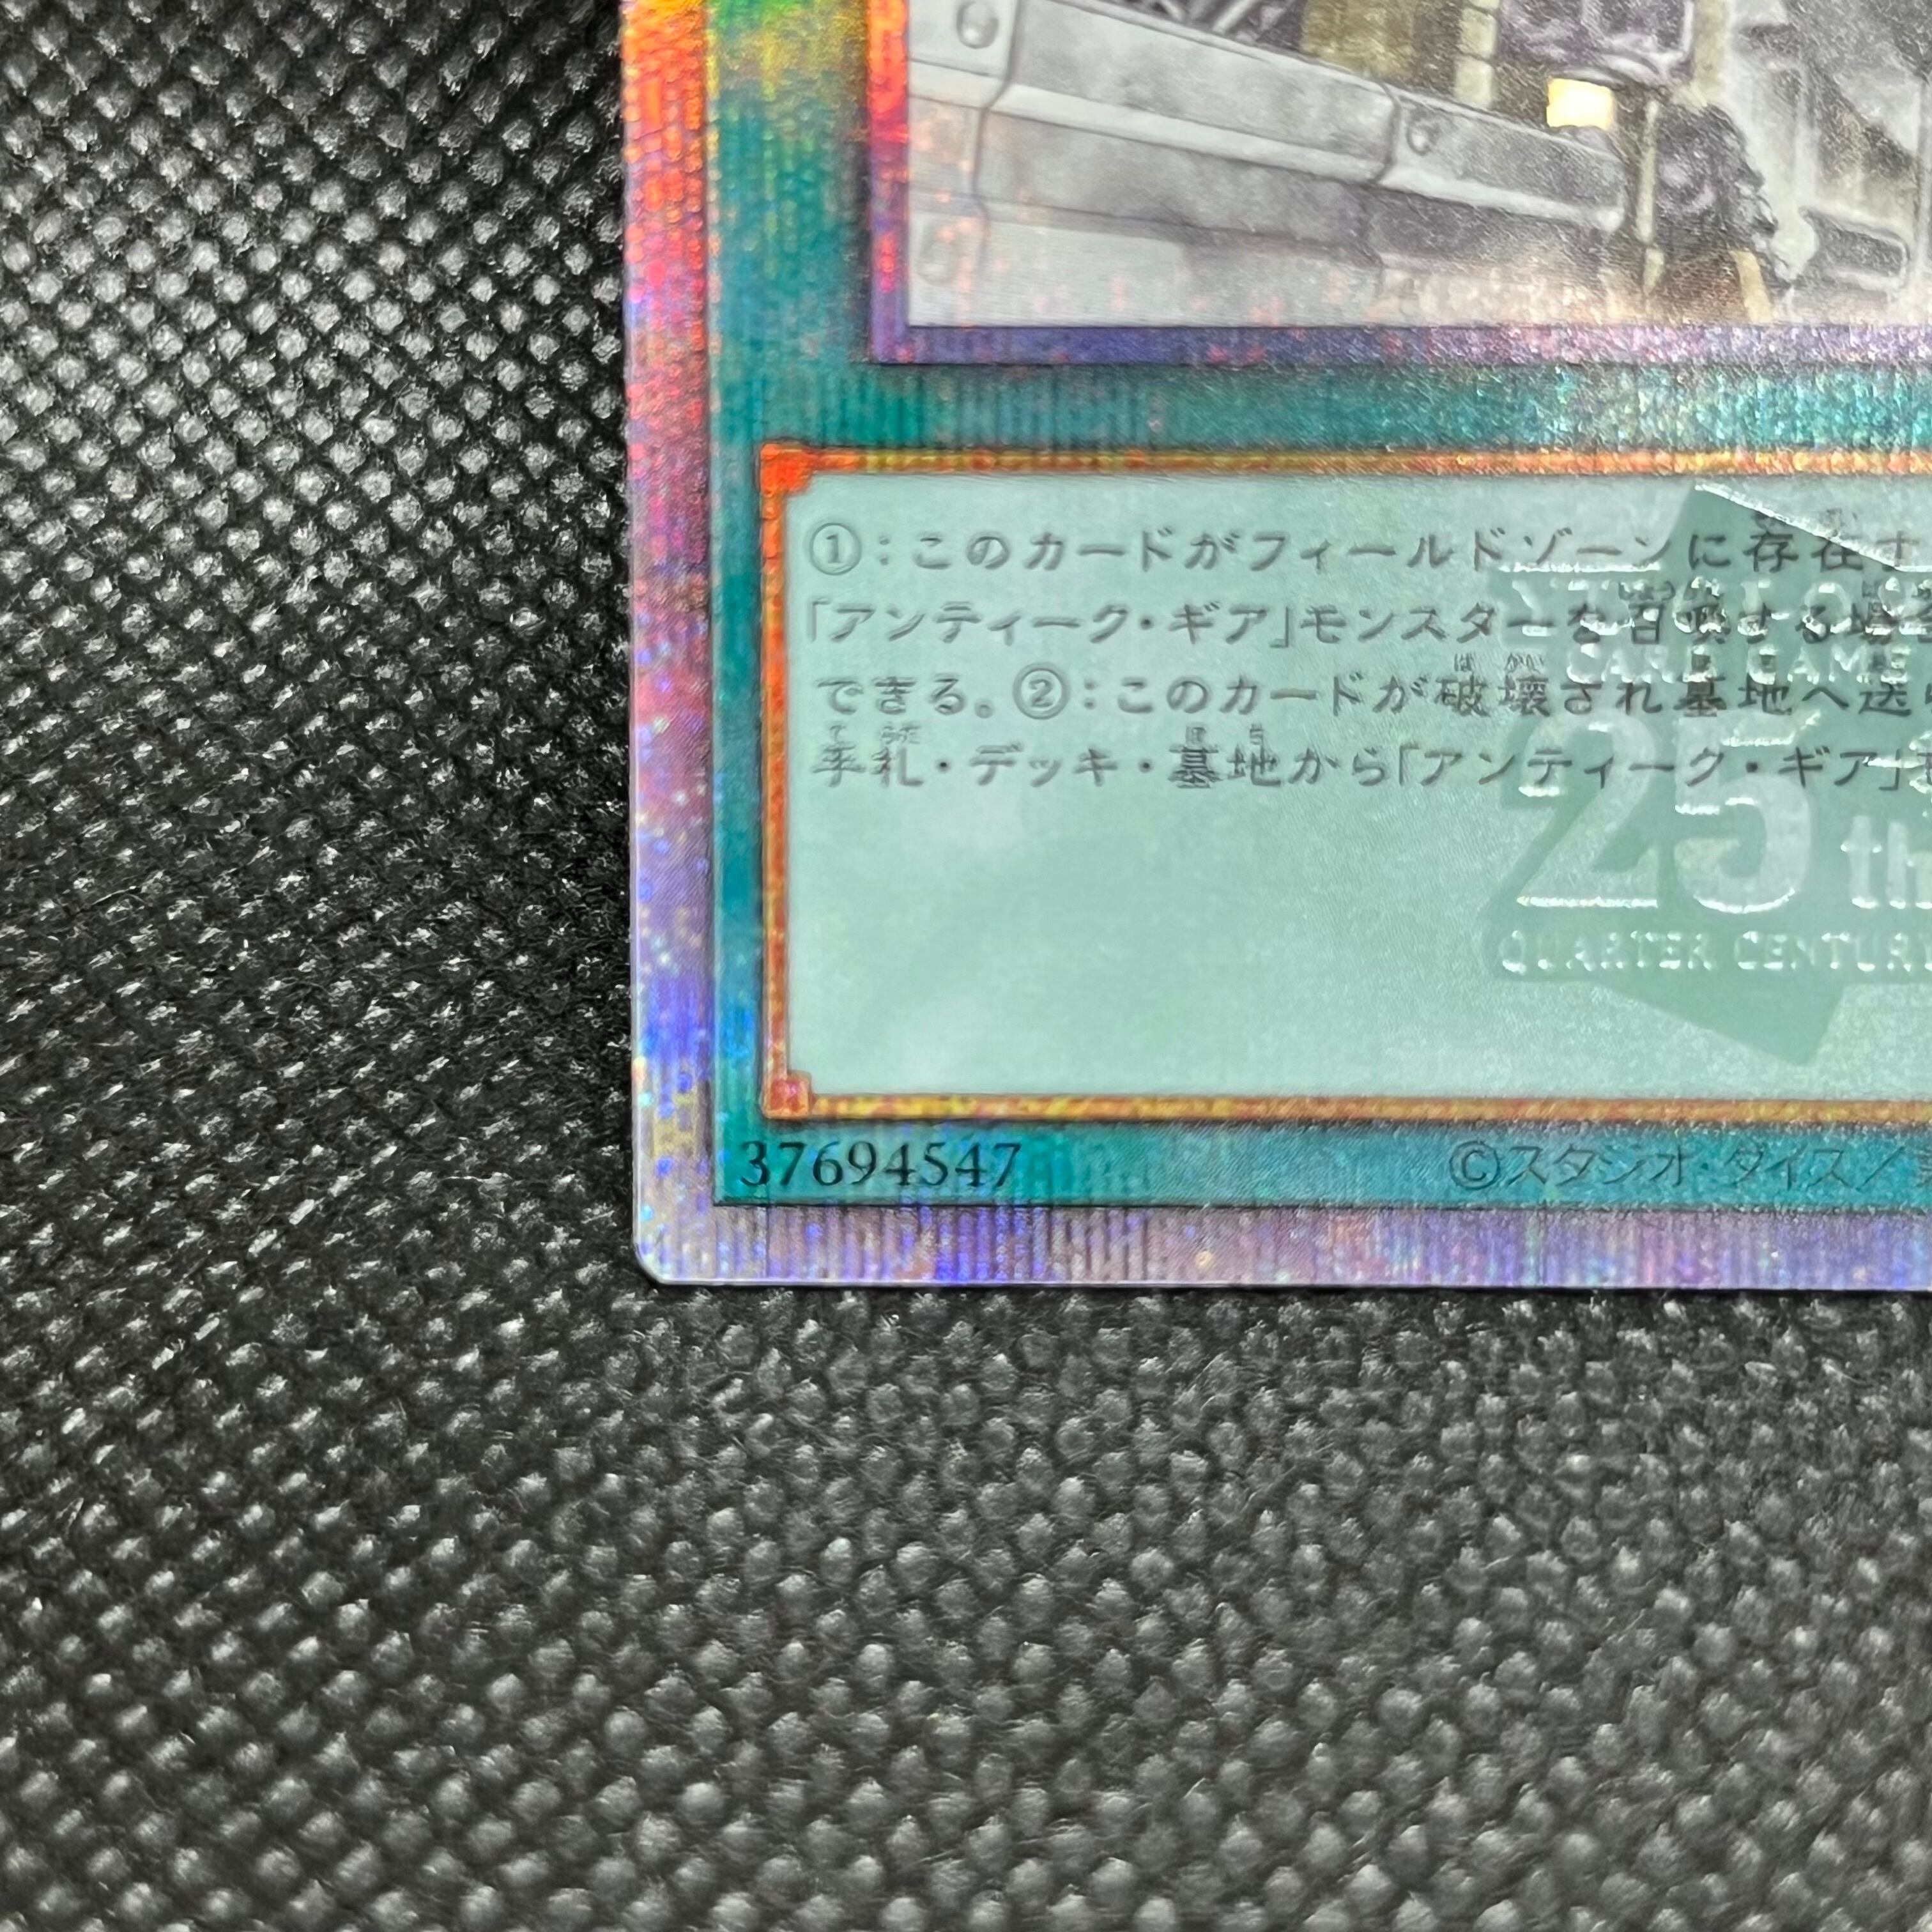 ①：このカードがフィールドゾーンに存在す
「アンティーク・ギア」モンスターを召喚する場
できる。②：このカードが破壊され墓地へ送
手札・デッキ・墓地から「アンティーク・ギア」
CARD GAME
25th
QUARTER CENTUR
37694547
©スタジオ・ダイス／